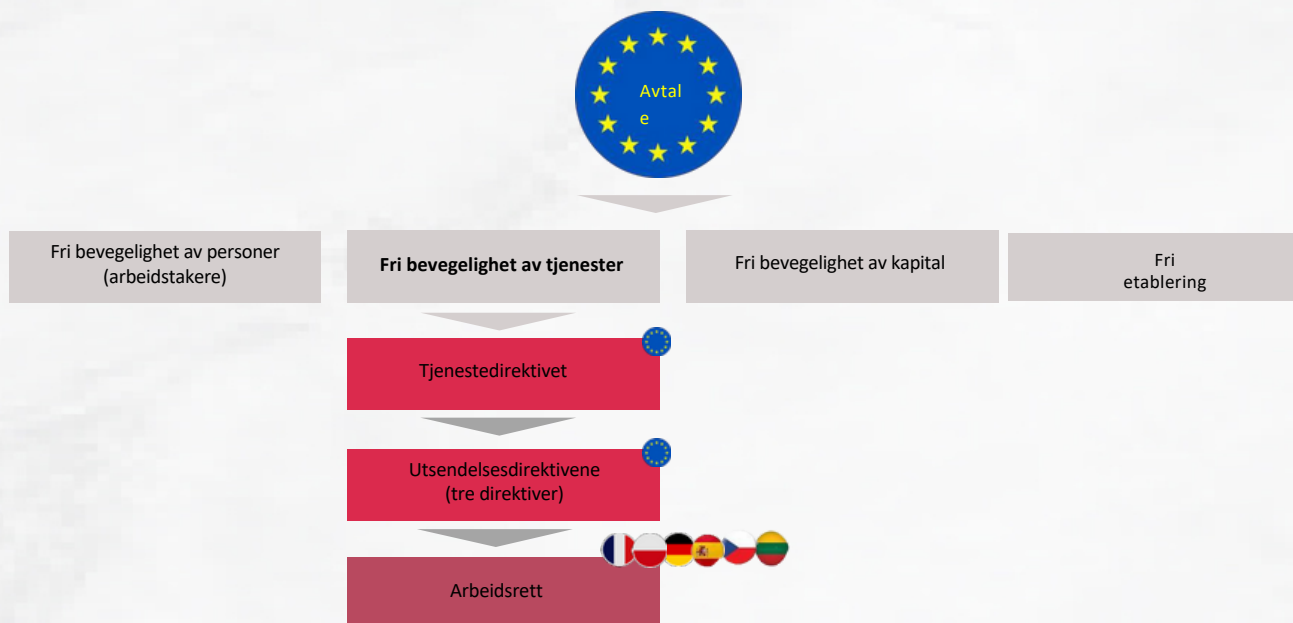 Avtal
e
Fri bevegelighet av personer
(arbeidstakere)
Fri bevegelighet av tjenester
Fri bevegelighet av kapital
Fri
etablering
Tjenestedirektivet
Utsendelsesdirektivene
(tre direktiver)
Arbeidsrett